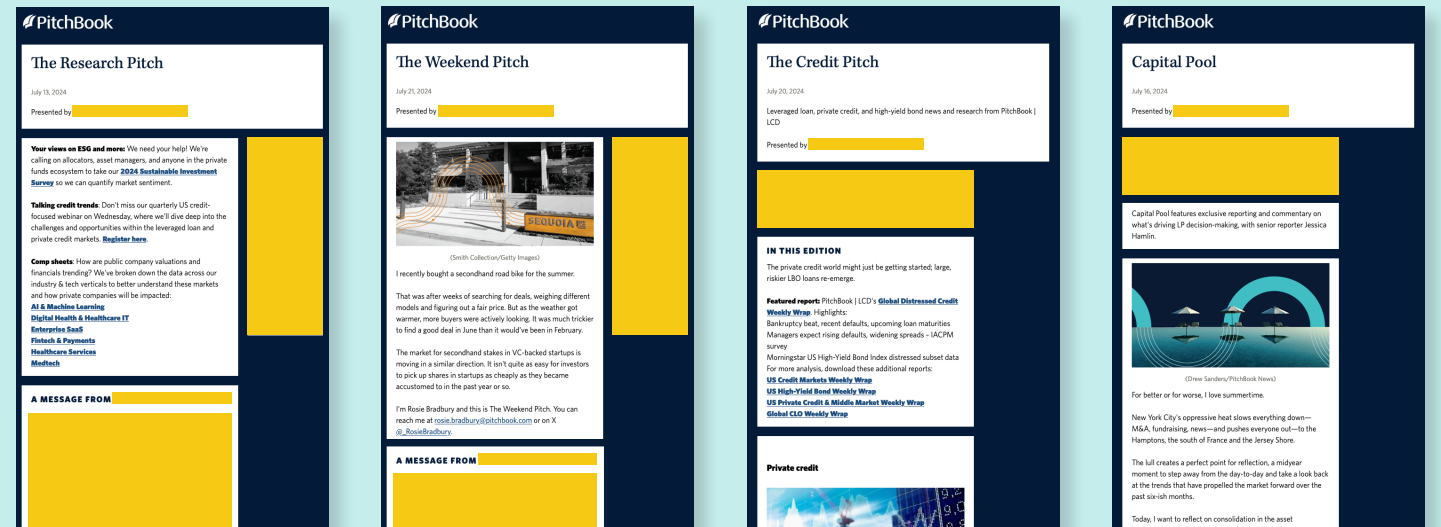 PitchBook
The Research Pitch
July 13, 2024
Presented by
Your views on ESG and more: We need your help! We're
calling on allocators, asset managers, and anyone in the private
funds ecosystem to take our 2024 Sustainable Investment
Survey so we can quantify market sentiment.
Talking credit trends: Don't miss our quarterly US credit-
focused webinar on Wednesday, where we'll dive deep into the
challenges and opportunities within the leveraged loan and
private credit markets. Register here.
Comp sheets: How are public company valuations and
financials trending? We've broken down the data across our
industry & tech verticals to better understand these markets
and how private companies will be impacted:
AI & Machine Learning
Digital Health & Healthcare IT
Enterprise SaaS
Fintech & Payments
Healthcare Services
Medtech
A MESSAGE FROM
PitchBook
The Weekend Pitch
July 21, 2024
Presented by
SEQUOIA
(Smith Collection/Getty Images)
I recently bought a secondhand road bike for the summer.
That was after weeks of searching for deals, weighing different
models and figuring out a fair price. But as the weather got
warmer, more buyers were actively looking. It was much trickier
to find a good deal in June than it would've been in February.
The market for secondhand stakes in VC-backed startups is
moving in a similar direction. It isn't quite as easy for investors
to pick up shares in startups as cheaply as they became
accustomed to in the past year or so.
I'm Rosie Bradbury and this is The Weekend Pitch. You can
reach me at rosie.bradbury@pitchbook.com or on X
@_RosieBradbury.
A MESSAGE FROM
PitchBook
The Credit Pitch
July 20, 2024
Leveraged loan, private credit, and high-yield bond news and research from PitchBook |
LCD
Presented by
IN THIS EDITION
The private credit world might just be getting started; large,
riskier LBO loans re-emerge.
Featured report: PitchBook | LCD's Global Distressed Credit
Weekly Wrap. Highlights:
Bankruptcy beat, recent defaults, upcoming loan maturities
Managers expect rising defaults, widening spreads – IACPM
survey
Morningstar US High-Yield Bond Index distressed subset data
For more analysis, download these additional reports:
US Credit Markets Weekly Wrap
US High-Yield Bond Weekly Wrap
US Private Credit & Middle Market Weekly Wrap
Global CLO Weekly Wrap
Private credit
PitchBook
Capital Pool
July 16, 2024
Presented by
Capital Pool features exclusive reporting and commentary on
what's driving LP decision-making, with senior reporter Jessica
Hamlin.
(Drew Sanders/PitchBook News)
For better or for worse, I love summertime.
New York City's oppressive heat slows everything down—
M&A, fundraising, news—and pushes everyone out—to the
Hamptons, the south of France and the Jersey Shore.
The lull creates a perfect point for reflection, a midyear
moment to step away from the day-to-day and take a look back
at the trends that have propelled the market forward over the
past six-ish months.
Today, I want to reflect on consolidation in the asset